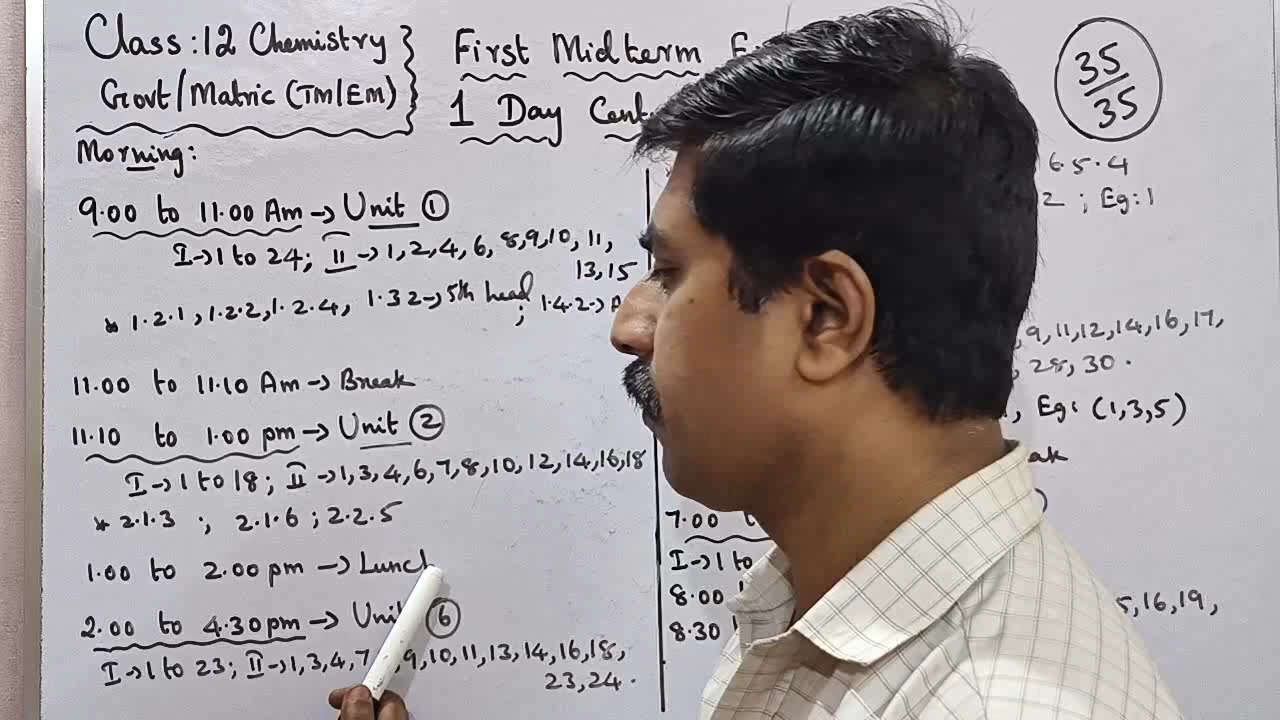 Class:12 Chemistry
Govt/Matric (TM/EM)
First Midterm
1 Day
35/35
Morning:
9.00 to 11.00 Am → Unit ①
I → 1 to 24; II → 1, 2, 4, 6, 8, 9, 10, 11,
13, 15
* 1.2.1, 1.2.2, 1.2.4, 1.3 2 → 5th head ; 1.4.2 →
11.00 to 11.10 Am → Break
11.10 to 1.00 pm → Unit ②
I → 1 to 18; II → 1, 3, 4, 6, 7, 8, 10, 12, 14, 16, 18
* 2.1.3 ; 2.1.6 ; 2.2.5
1.00 to 2.00 pm → Lunch
2.00 to 4.30 pm → Unit ⑥
I → 1 to 23; II → 1, 3, 4, 7 9, 10, 11, 13, 14, 16, 18,
23, 24.
6.5.4
2 ; Eg:1
, 9, 11, 12, 14, 16, 17,
, 28, 30.
, Eg: (1, 3, 5)
7.00
I → 1 to
8.00
5, 16, 19,
8.30